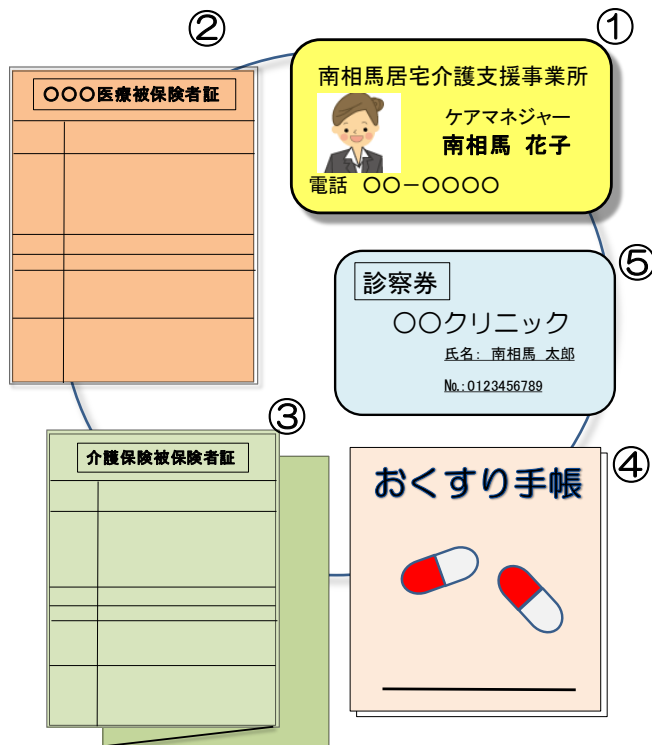 ①
南相馬居宅介護支援事業所
ケアマネジャー
南相馬 花子
電話 〇〇－〇〇〇〇
②
〇〇〇医療被保険者証
③
介護保険被保険者証
④
おくすり手帳
⑤
診察券
〇〇クリニック
氏名: 南相馬 太郎
№:0123456789